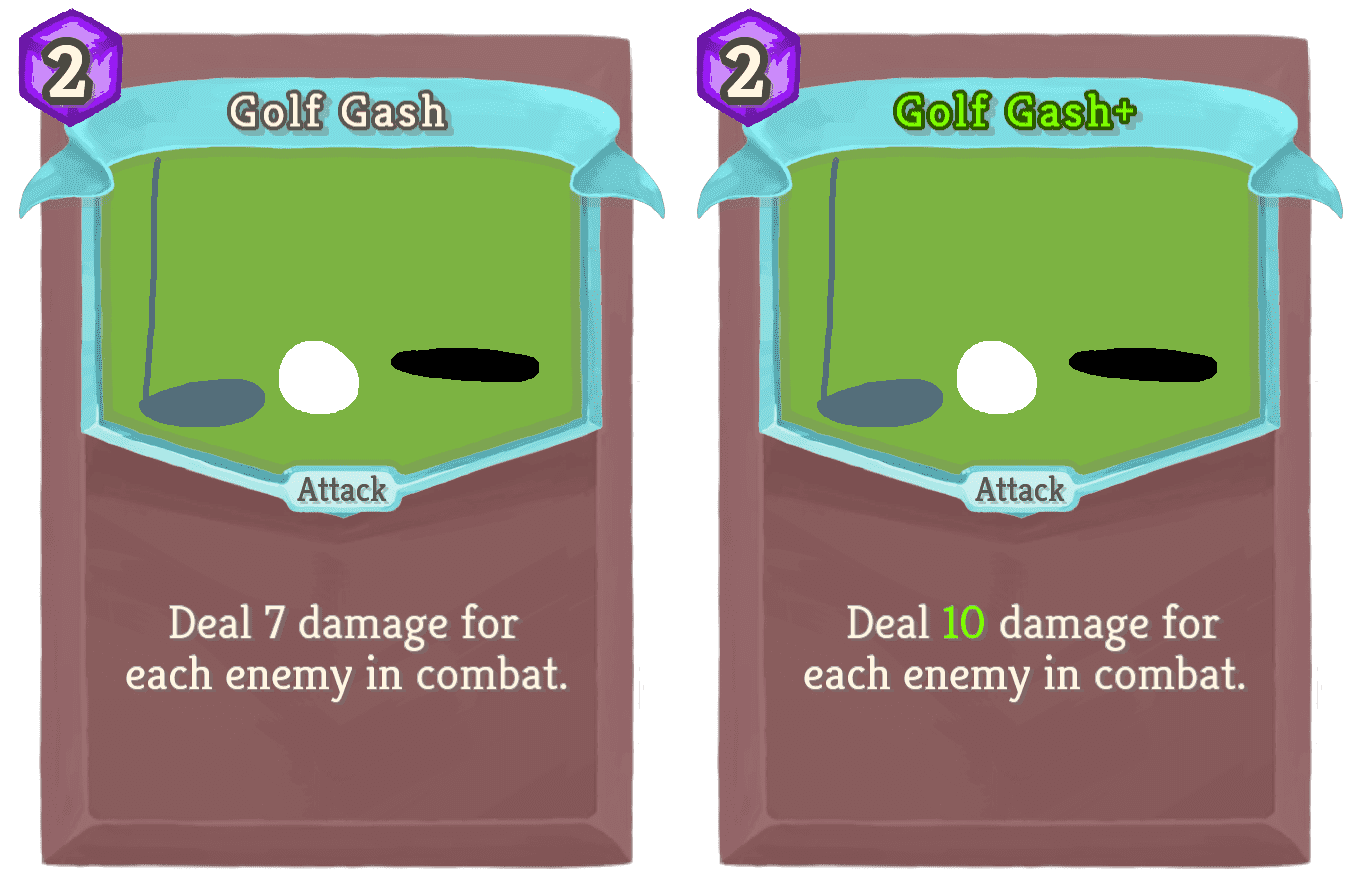 2
Golf Gash
Attack
Deal 7 damage for
each enemy in combat.
2
Golf Gash+
Attack
Deal 10 damage for
each enemy in combat.